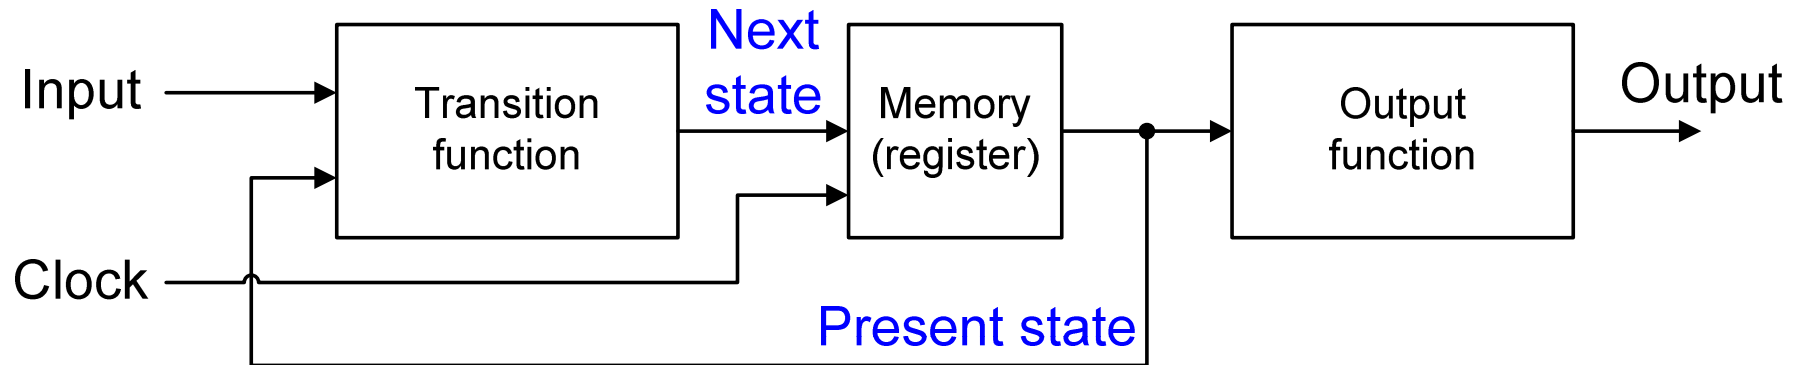 Input
Clock
Transition
function
Next
state
Memory
(register)
Present state
Output
function
Output